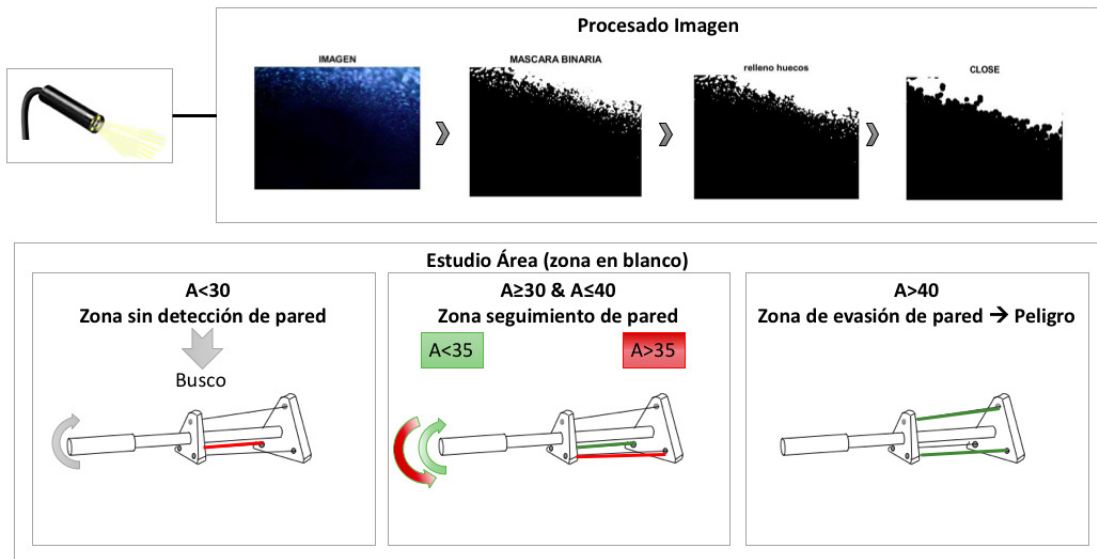 Procesado Imagen
IMAGEN
MASCARA BINARIA
relleno huecos
CLOSE
Estudio Área (zona en blanco)
A<30
Zona sin detección de pared
Busco
A≥30 & A≤40
Zona seguimiento de pared
A<35
A>35
A>40
Zona de evasión de pared → Peligro